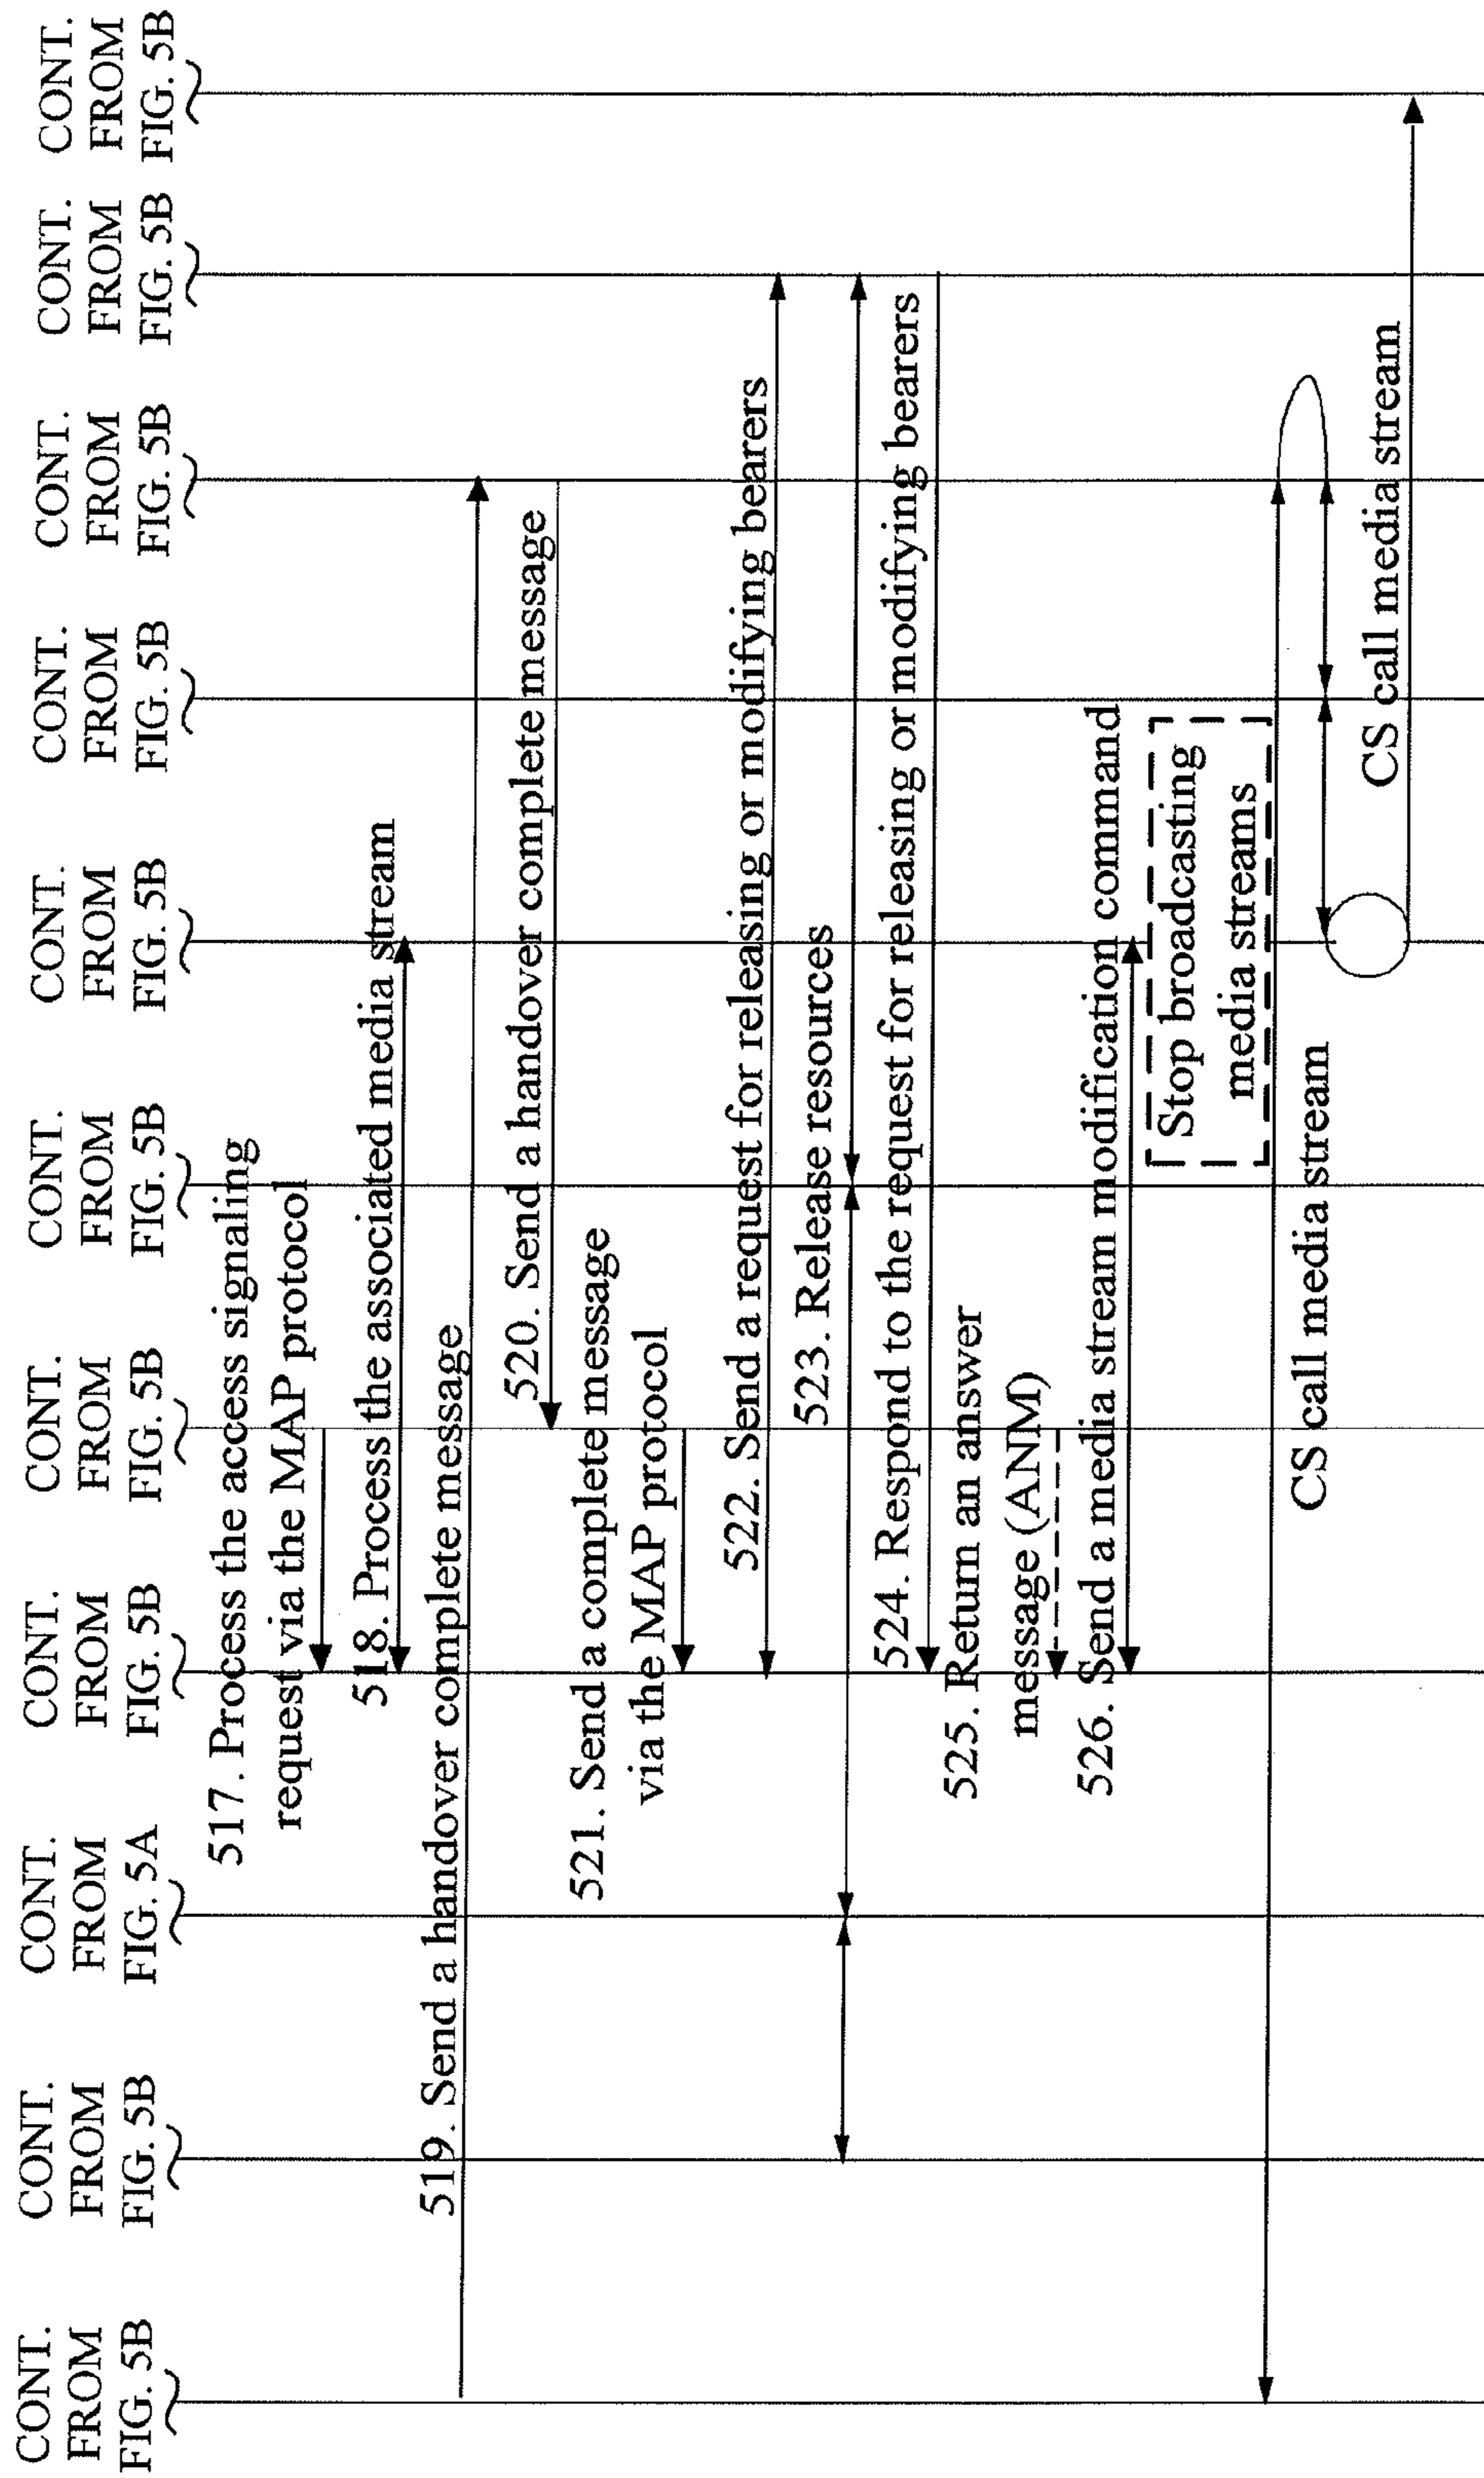 CONT.
FROM
FIG. 5B
CONT.
FROM
FIG. 5B
CONT.
FROM
FIG. 5A
CONT.
FROM
FIG. 5B
CONT.
FROM
FIG. 5B
CONT.
FROM
FIG. 5B
CONT.
FROM
FIG. 5B
CONT.
FROM
FIG. 5B
CONT.
FROM
FIG. 5B
CONT.
FROM
FIG. 5B
CONT.
FROM
FIG. 5B
517. Process the access signaling
request via the MAP protocol
518. Process the associated media stream
519. Send a handover complete message
520. Send a handover complete message
521. Send a complete message
via the MAP protocol
522. Send a request for releasing or modifying bearers
523. Release resources
524. Respond to the request for releasing or modifying bearers
525. Return an answer
message (ANM)
526. Send a media stream modification command
Stop broadcasting
media streams
CS call media stream
CS call media stream